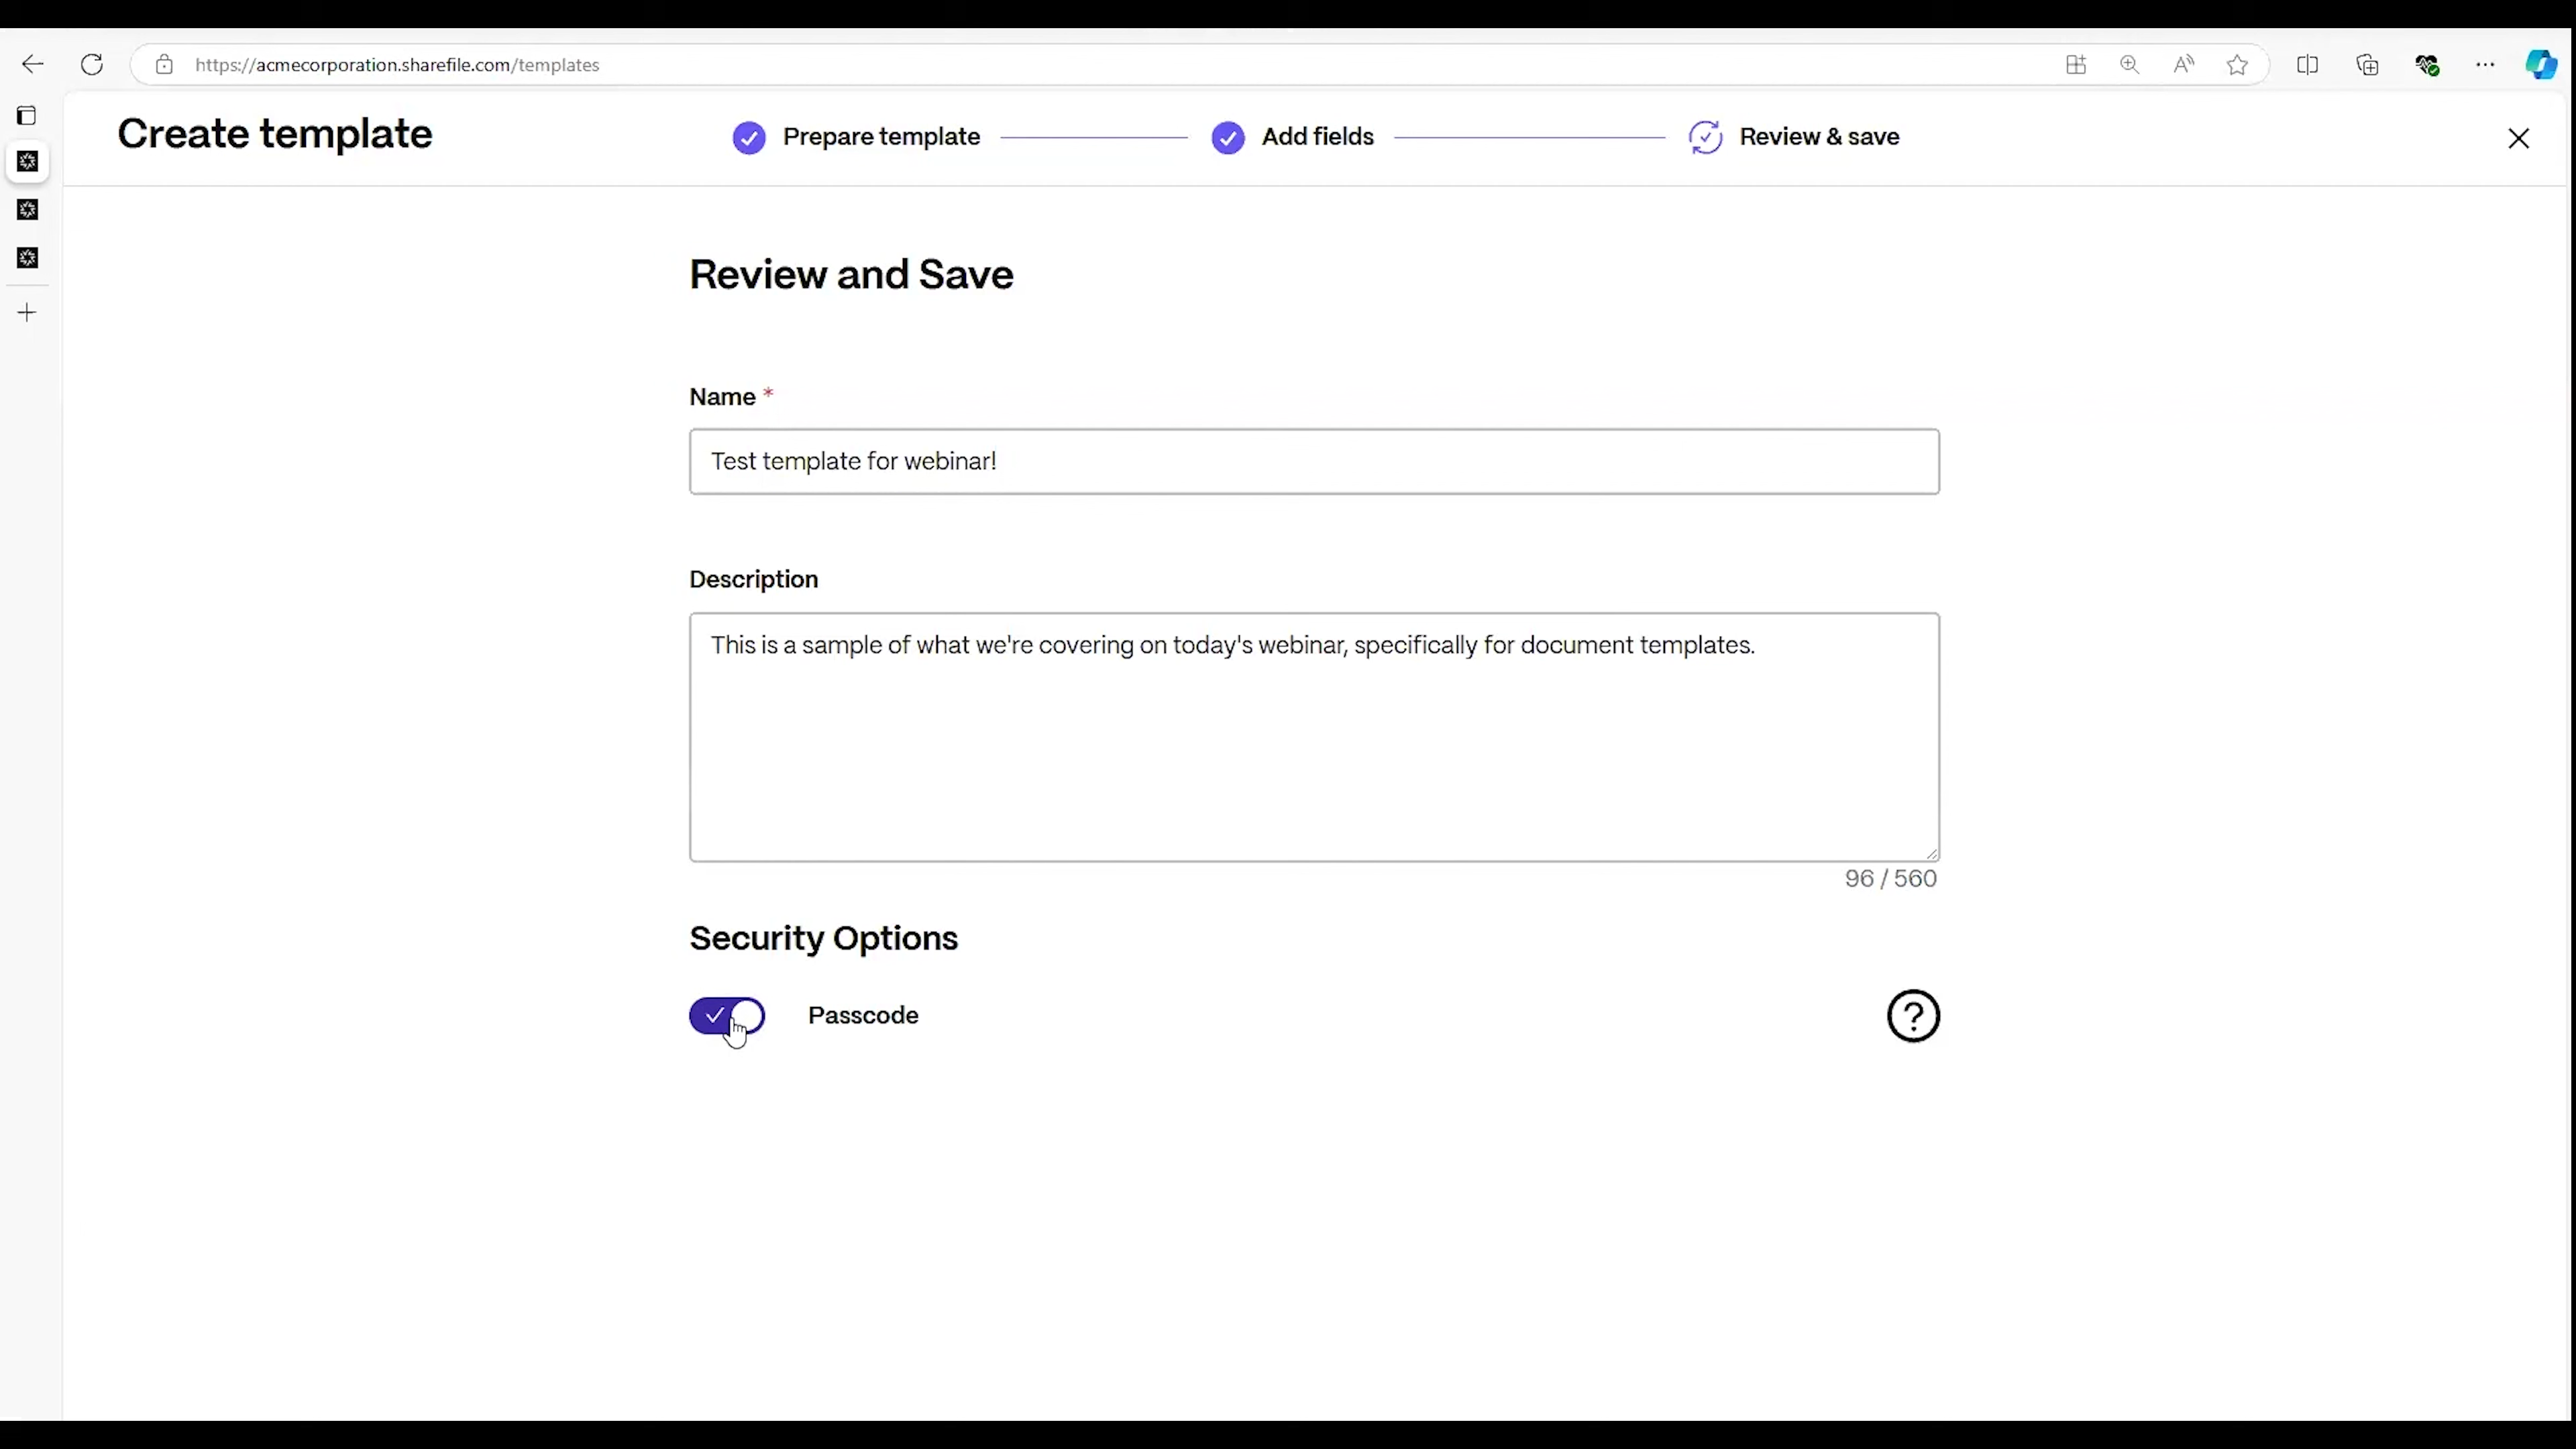 https://acmecorporation.sharefile.com/templates
Create template
Prepare template
Add fields
Review & save
Review and Save
Name *
Test template for webinar!
Description
This is a sample of what we're covering on today's webinar, specifically for document templates.
96 / 560
Security Options
Passcode